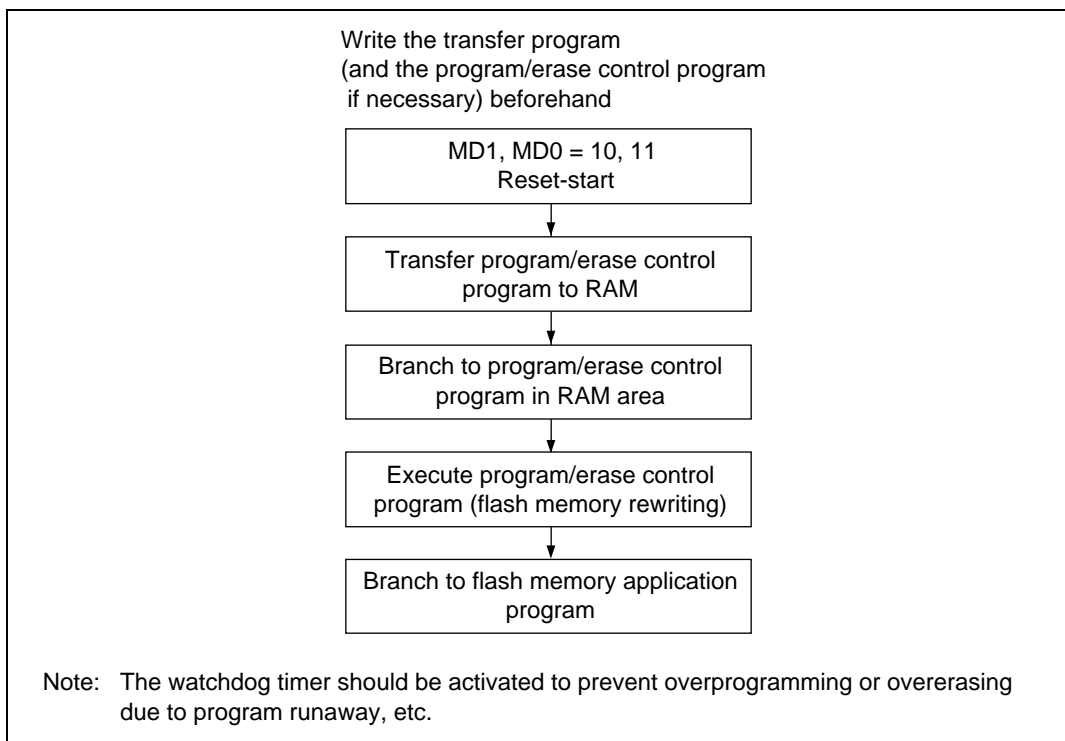 Write the transfer program
(and the program/erase control program
if necessary) beforehand
MD1, MD0 = 10, 11
Reset-start
Transfer program/erase control
program to RAM
Branch to program/erase control
program in RAM area
Execute program/erase control
program (flash memory rewriting)
Branch to flash memory application
program
Note: The watchdog timer should be activated to prevent overprogramming or overerasing
due to program runaway, etc.